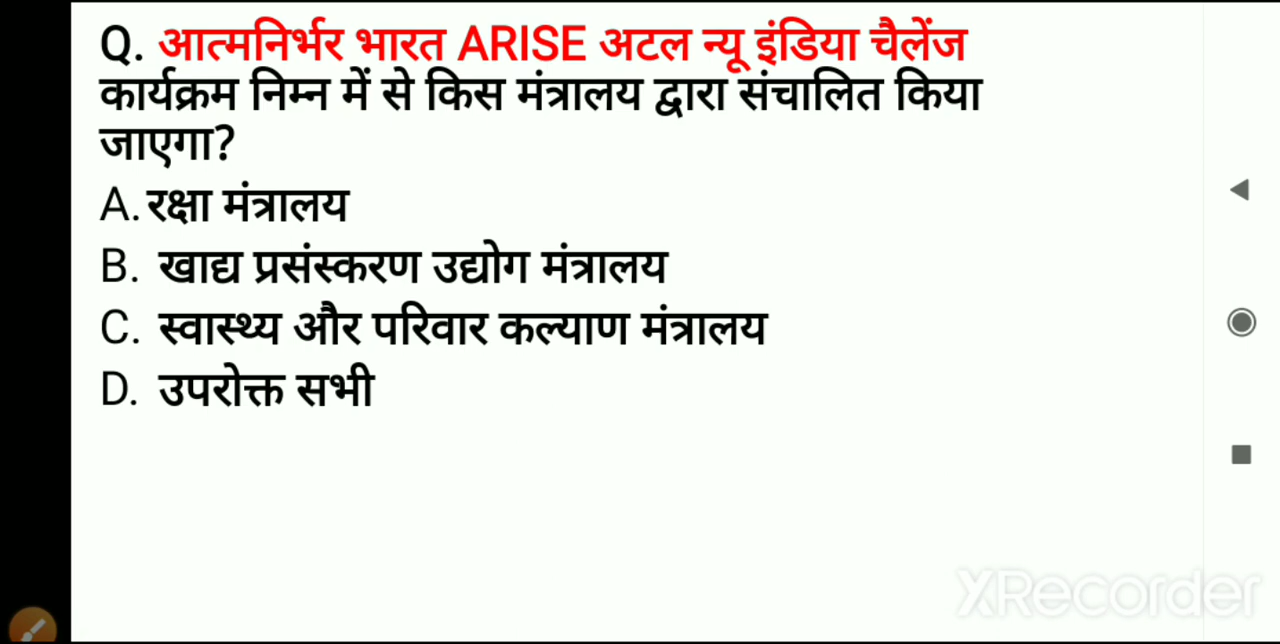 Q. आत्मनिर्भर भारत ARISE अटल न्यू इंडिया चैलेंज
कार्यक्रम निम्न में से किस मंत्रालय द्वारा संचालित किया
जाएगा?
A. रक्षा मंत्रालय
B. खाद्य प्रसंस्करण उद्योग मंत्रालय
C. स्वास्थ्य और परिवार कल्याण मंत्रालय
D. उपरोक्त सभी
XRecorder